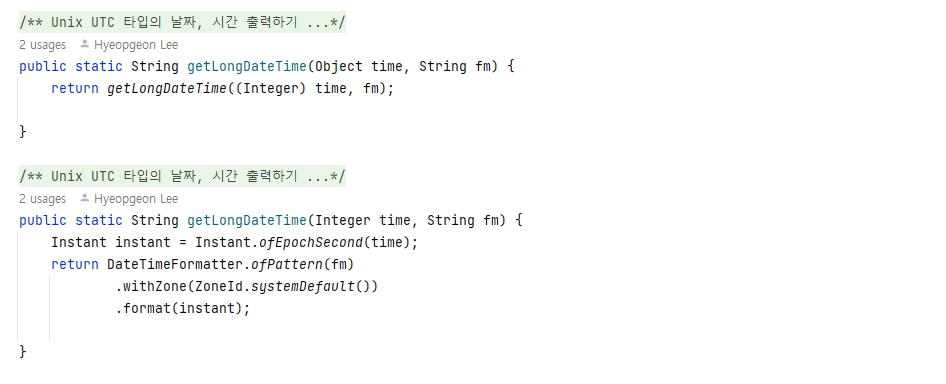 /** Unix UTC 타입의 날짜, 시간 출력하기 ...*/
2 usages Hyeopgeon Lee
public static String getLongDateTime(Object time, String fm) {
return getLongDateTime((Integer) time, fm);
}
/** Unix UTC 타입의 날짜, 시간 출력하기 ...*/
2 usages Hyeopgeon Lee
public static String getLongDateTime(Integer time, String fm) {
Instant instant = Instant.ofEpochSecond(time);
return DateTimeFormatter.ofPattern(fm)
.withZone(ZoneId.systemDefault())
.format(instant);
}